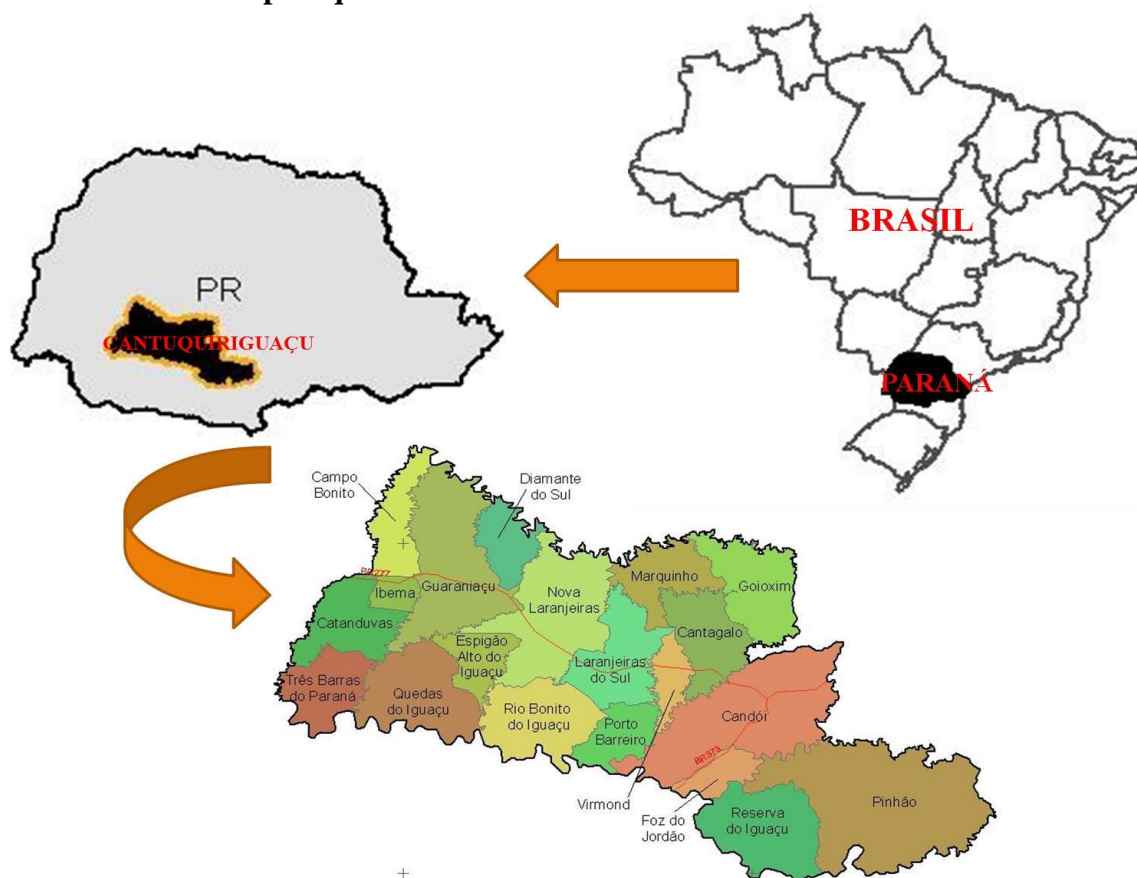 BRASIL
PARANÁ
PR
CANTUQUIRIGUAÇU
Campo
Bonito
Diamante
do Sul
Guaraniaçu
Ibema
Catanduvas
Nova
Laranjeiras
Marquinho
Goioxim
Cantagalo
Espigão
Alto do
Iguaçu
Laranjeiras
do Sul
Três Barras
do Paraná
Quedas
do Iguaçu
Rio Bonito
do Iguaçu
Porto
Barreiro
Candói
BR373
Virmond
Foz do
Jordão
Reserva
do Iguaçu
Pinhão